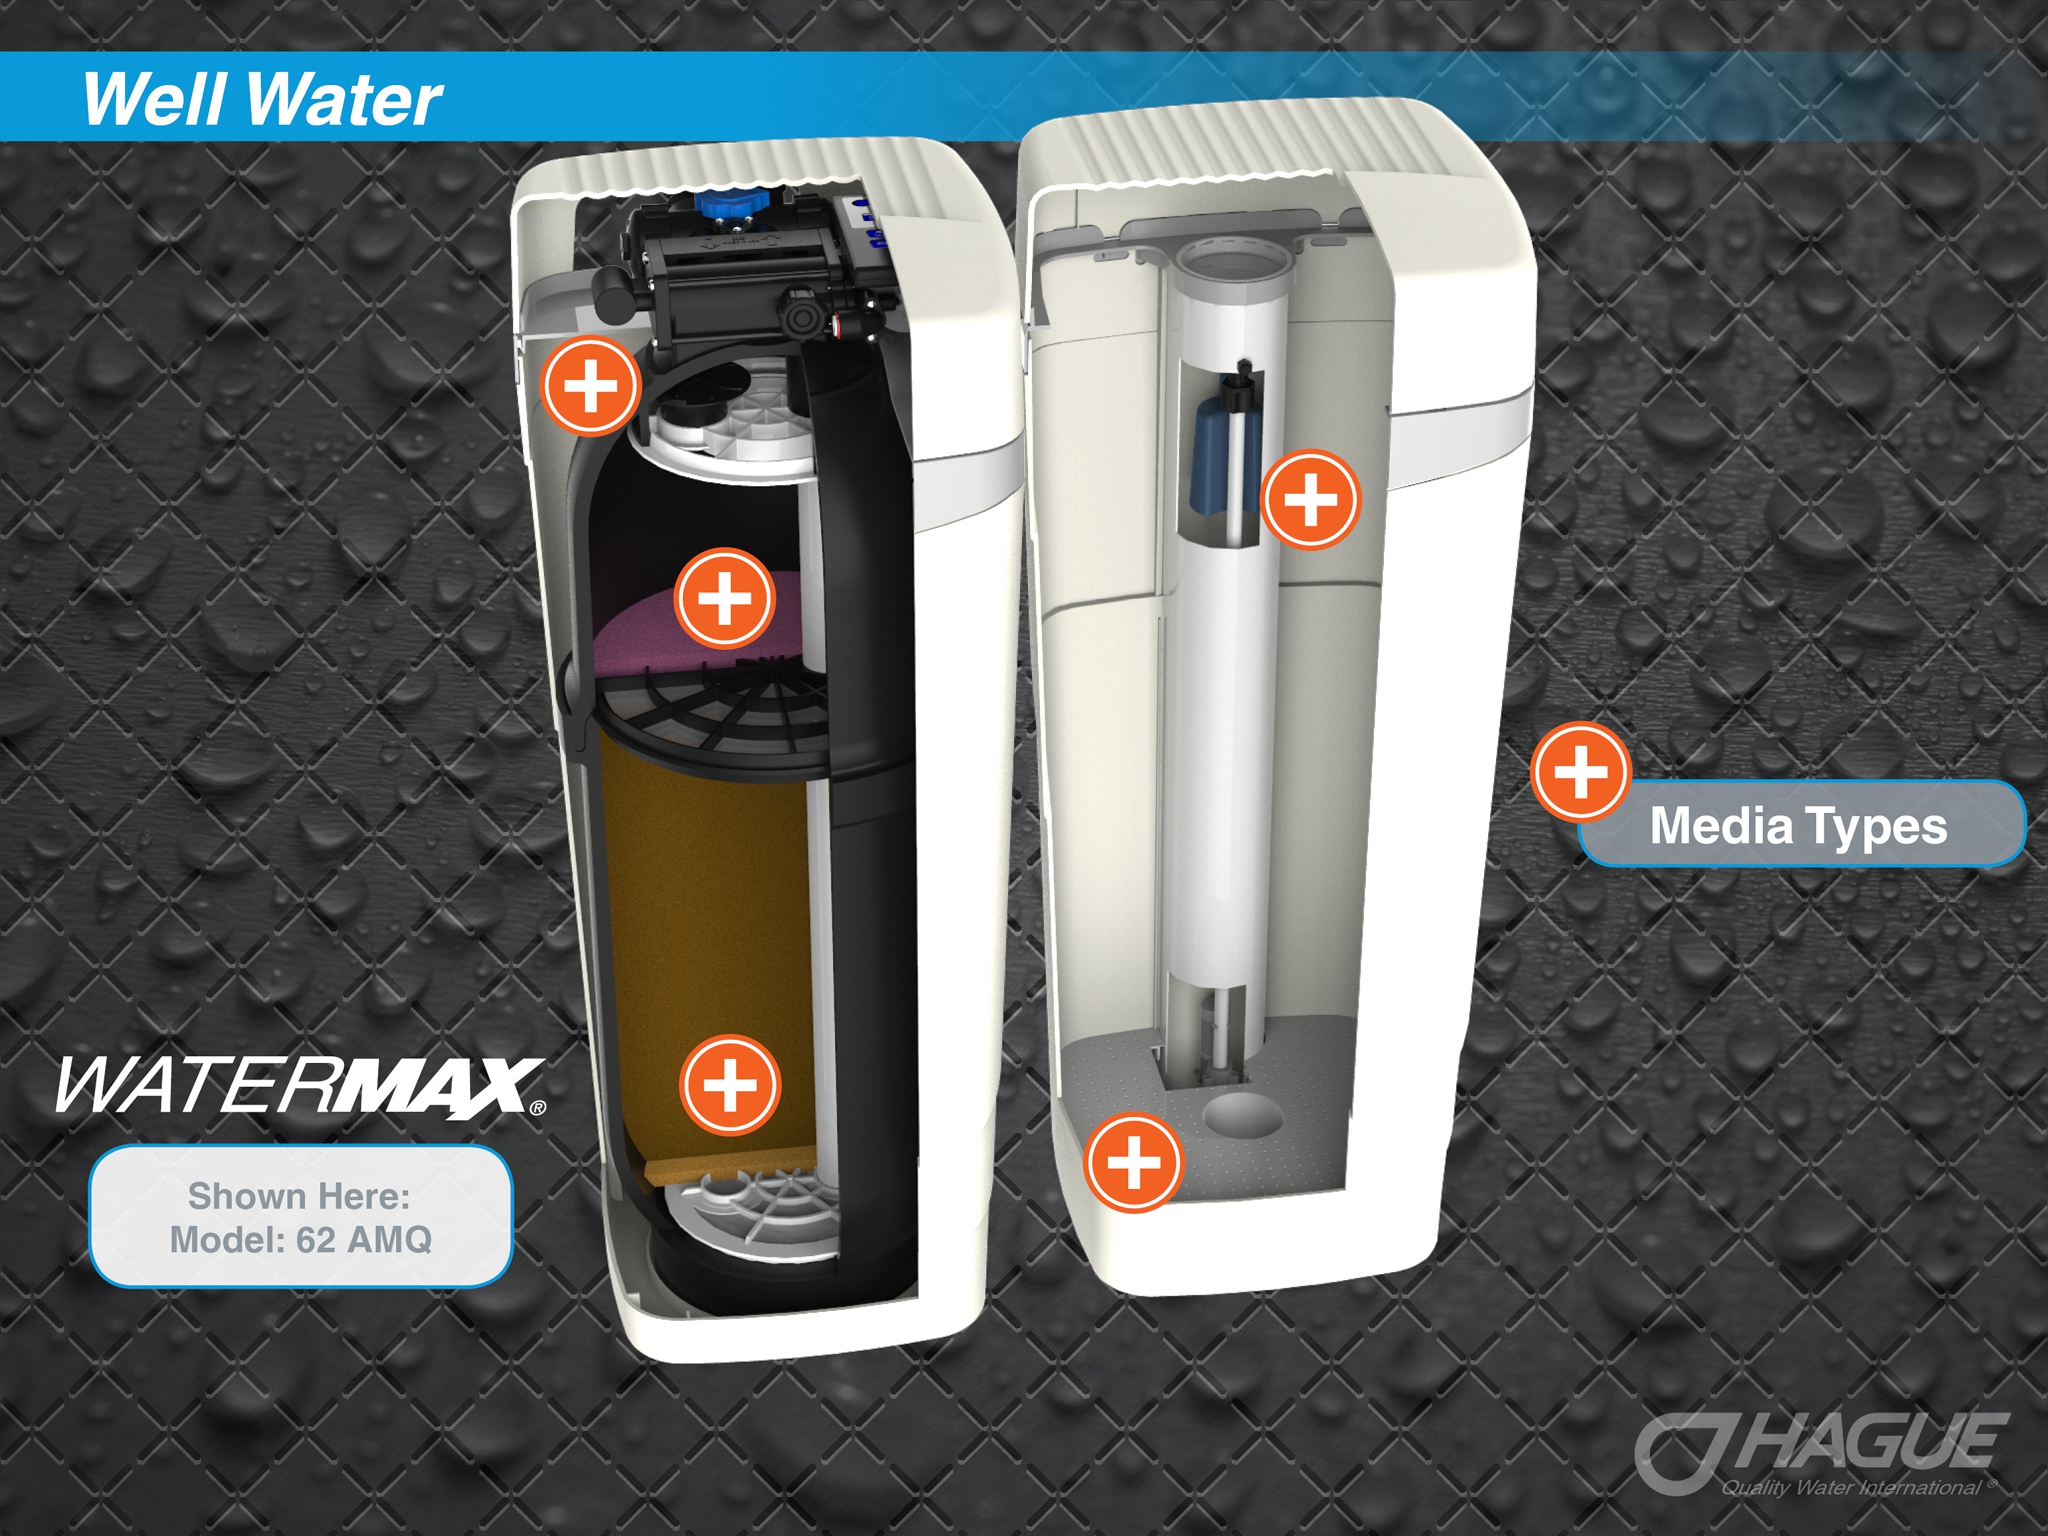 Well Water
Media Types
WATERMAX®
Shown Here:
Model: 62 AMQ
HAGUE
Quality Water International®